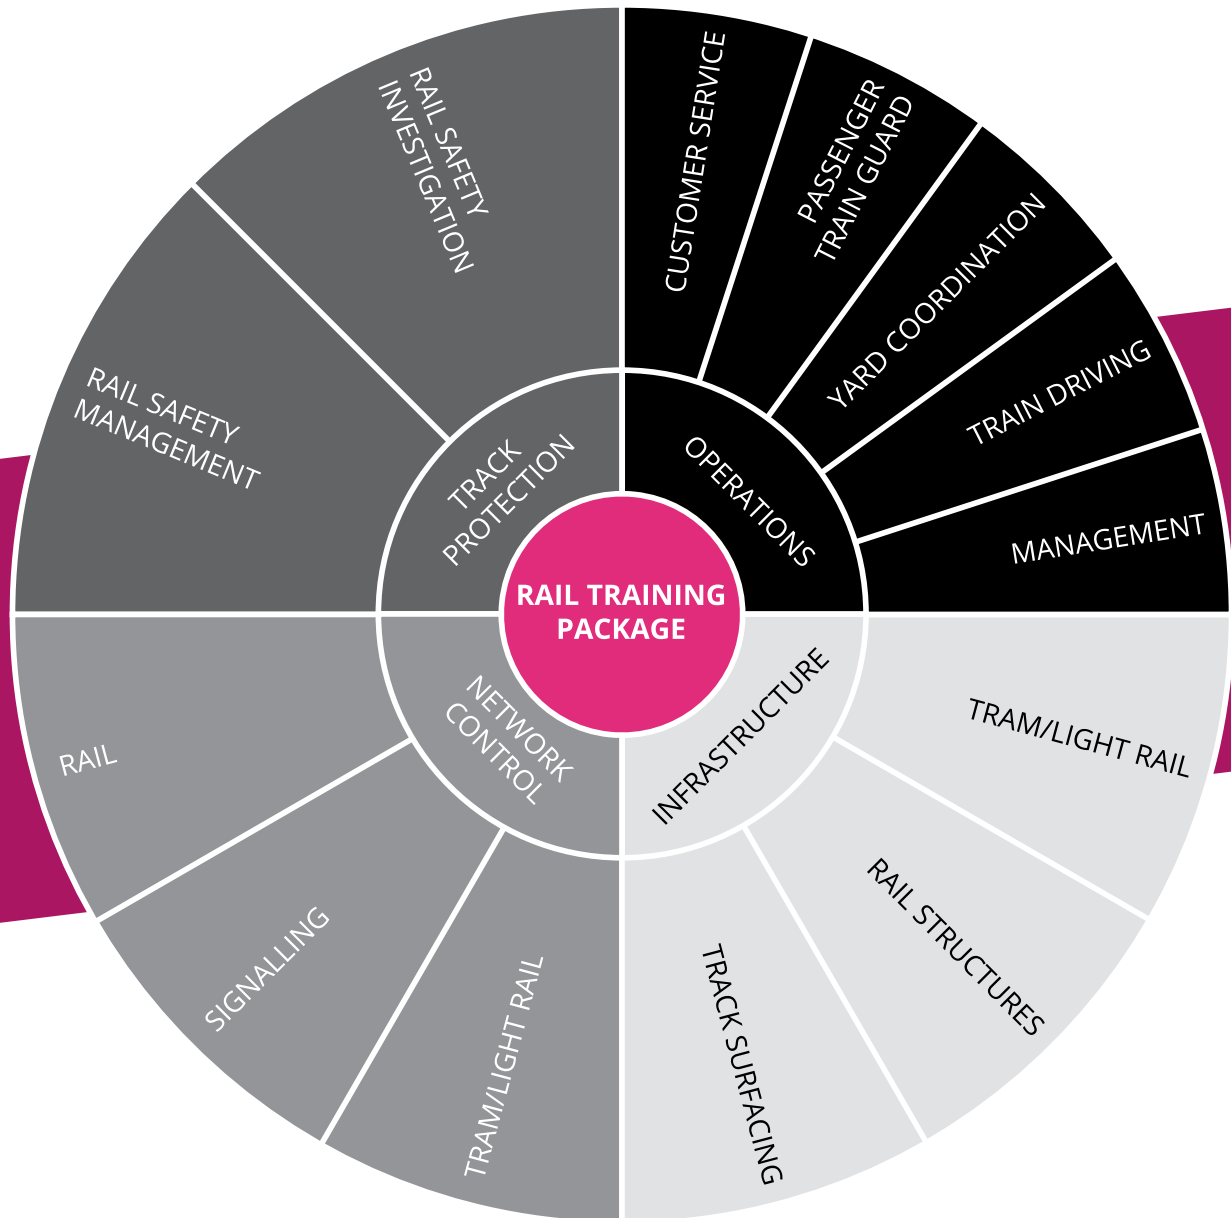 RAIL TRAINING
PACKAGE
OPERATIONS
CUSTOMER SERVICE
PASSENGER
TRAIN GUARD
YARD COORDINATION
TRAIN DRIVING
MANAGEMENT
INFRASTRUCTURE
TRAM/LIGHT RAIL
RAIL STRUCTURES
TRACK SURFACING
NETWORK
CONTROL
TRAM/LIGHT RAIL
SIGNALLING
RAIL
TRACK
PROTECTION
RAIL SAFETY
MANAGEMENT
RAIL SAFETY
INVESTIGATION